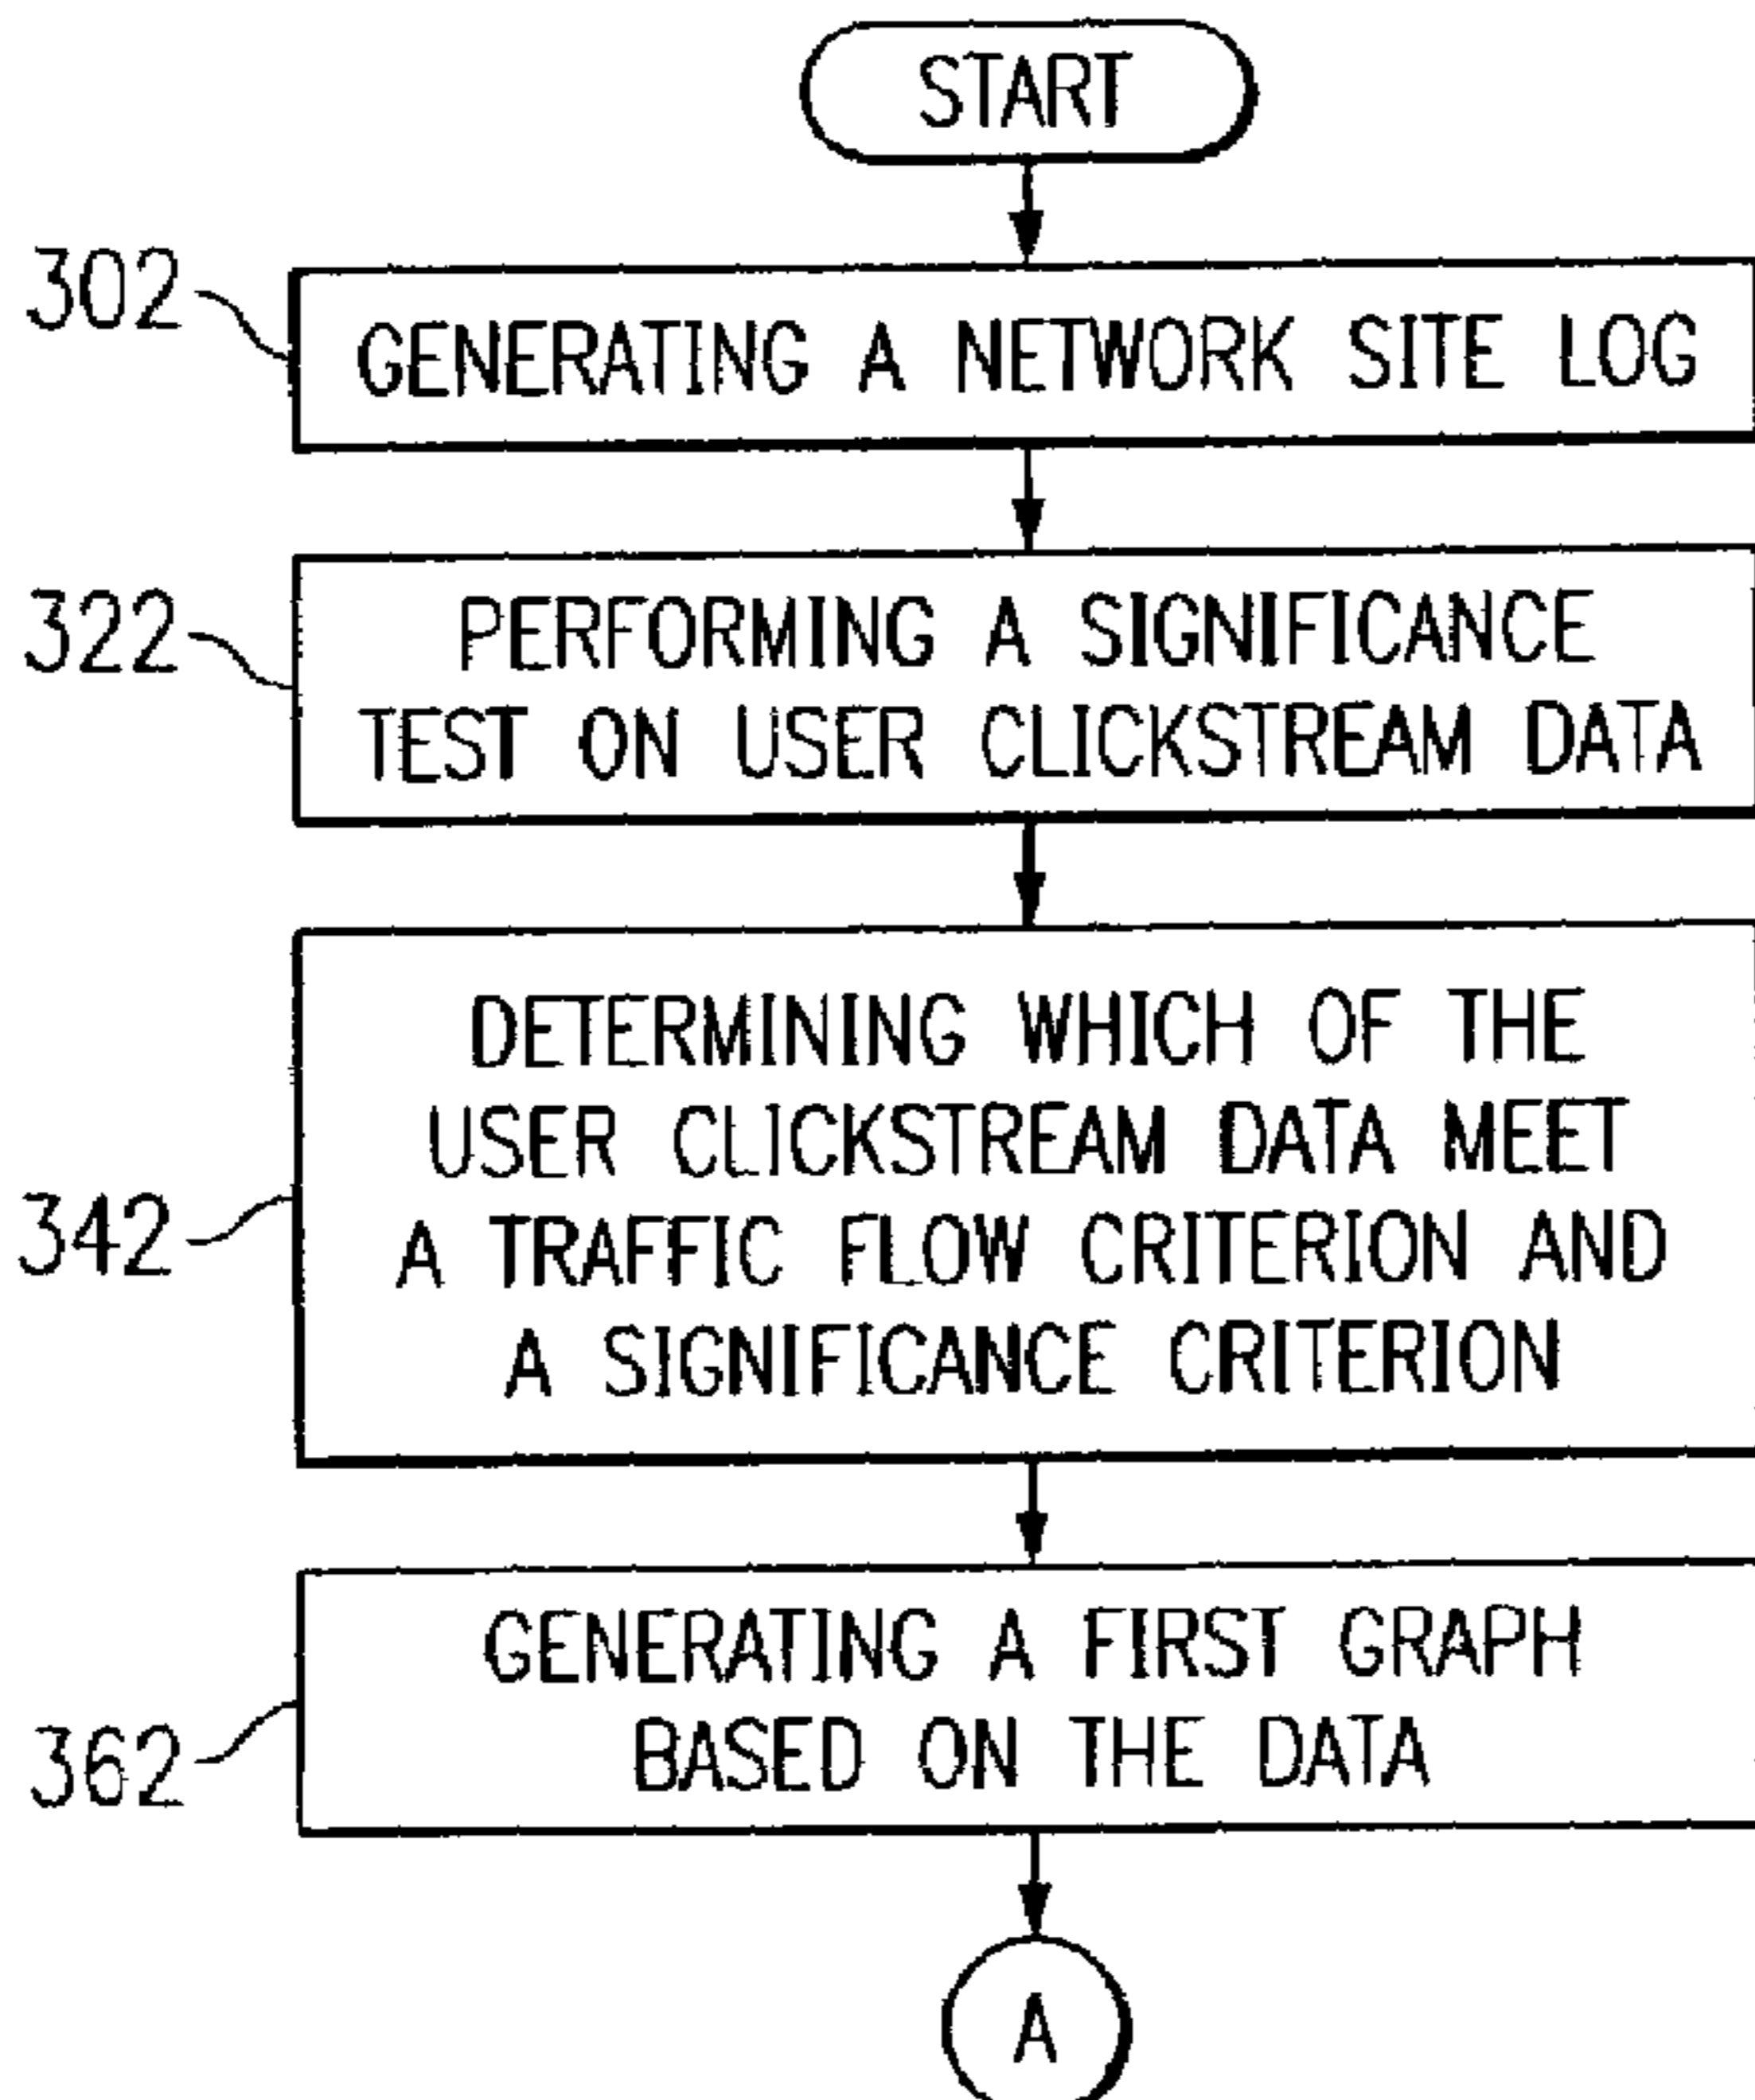 START
302
GENERATING A NETWORK SITE LOG
322
PERFORMING A SIGNIFICANCE
TEST ON USER CLICKSTREAM DATA
DETERMINING WHICH OF THE
USER CLICKSTREAM DATA MEET
342
A TRAFFIC FLOW CRITERION AND
A SIGNIFICANCE CRITERION
GENERATING A FIRST GRAPH
BASED ON THE DATA
362
A